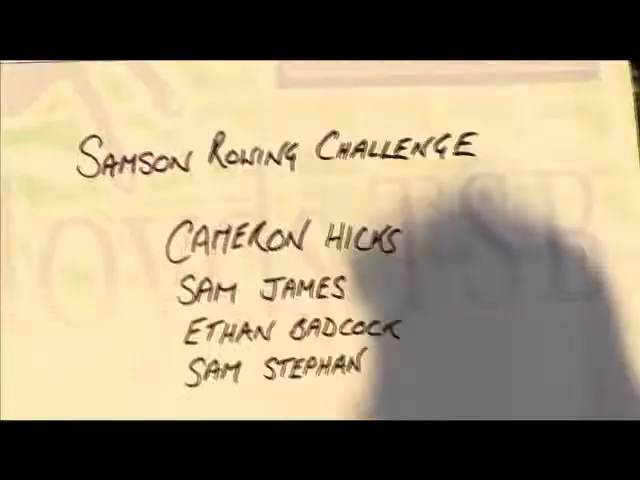 SAMSON ROWING CHALLENGE
CAMERON HICKS
SAM JAMES
ETHAN BADCOCK
SAM STEPHAN